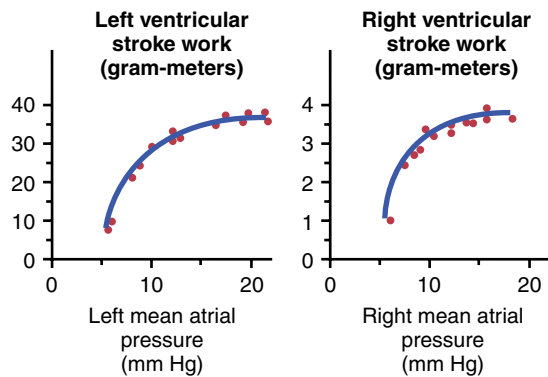 Left ventricular
stroke work
(gram-meters)
40
30
20
10
0
0 10 20
Left mean atrial
pressure
(mm Hg)
Right ventricular
stroke work
(gram-meters)
4
3
2
1
0
0 10 20
Right mean atrial
pressure
(mm Hg)